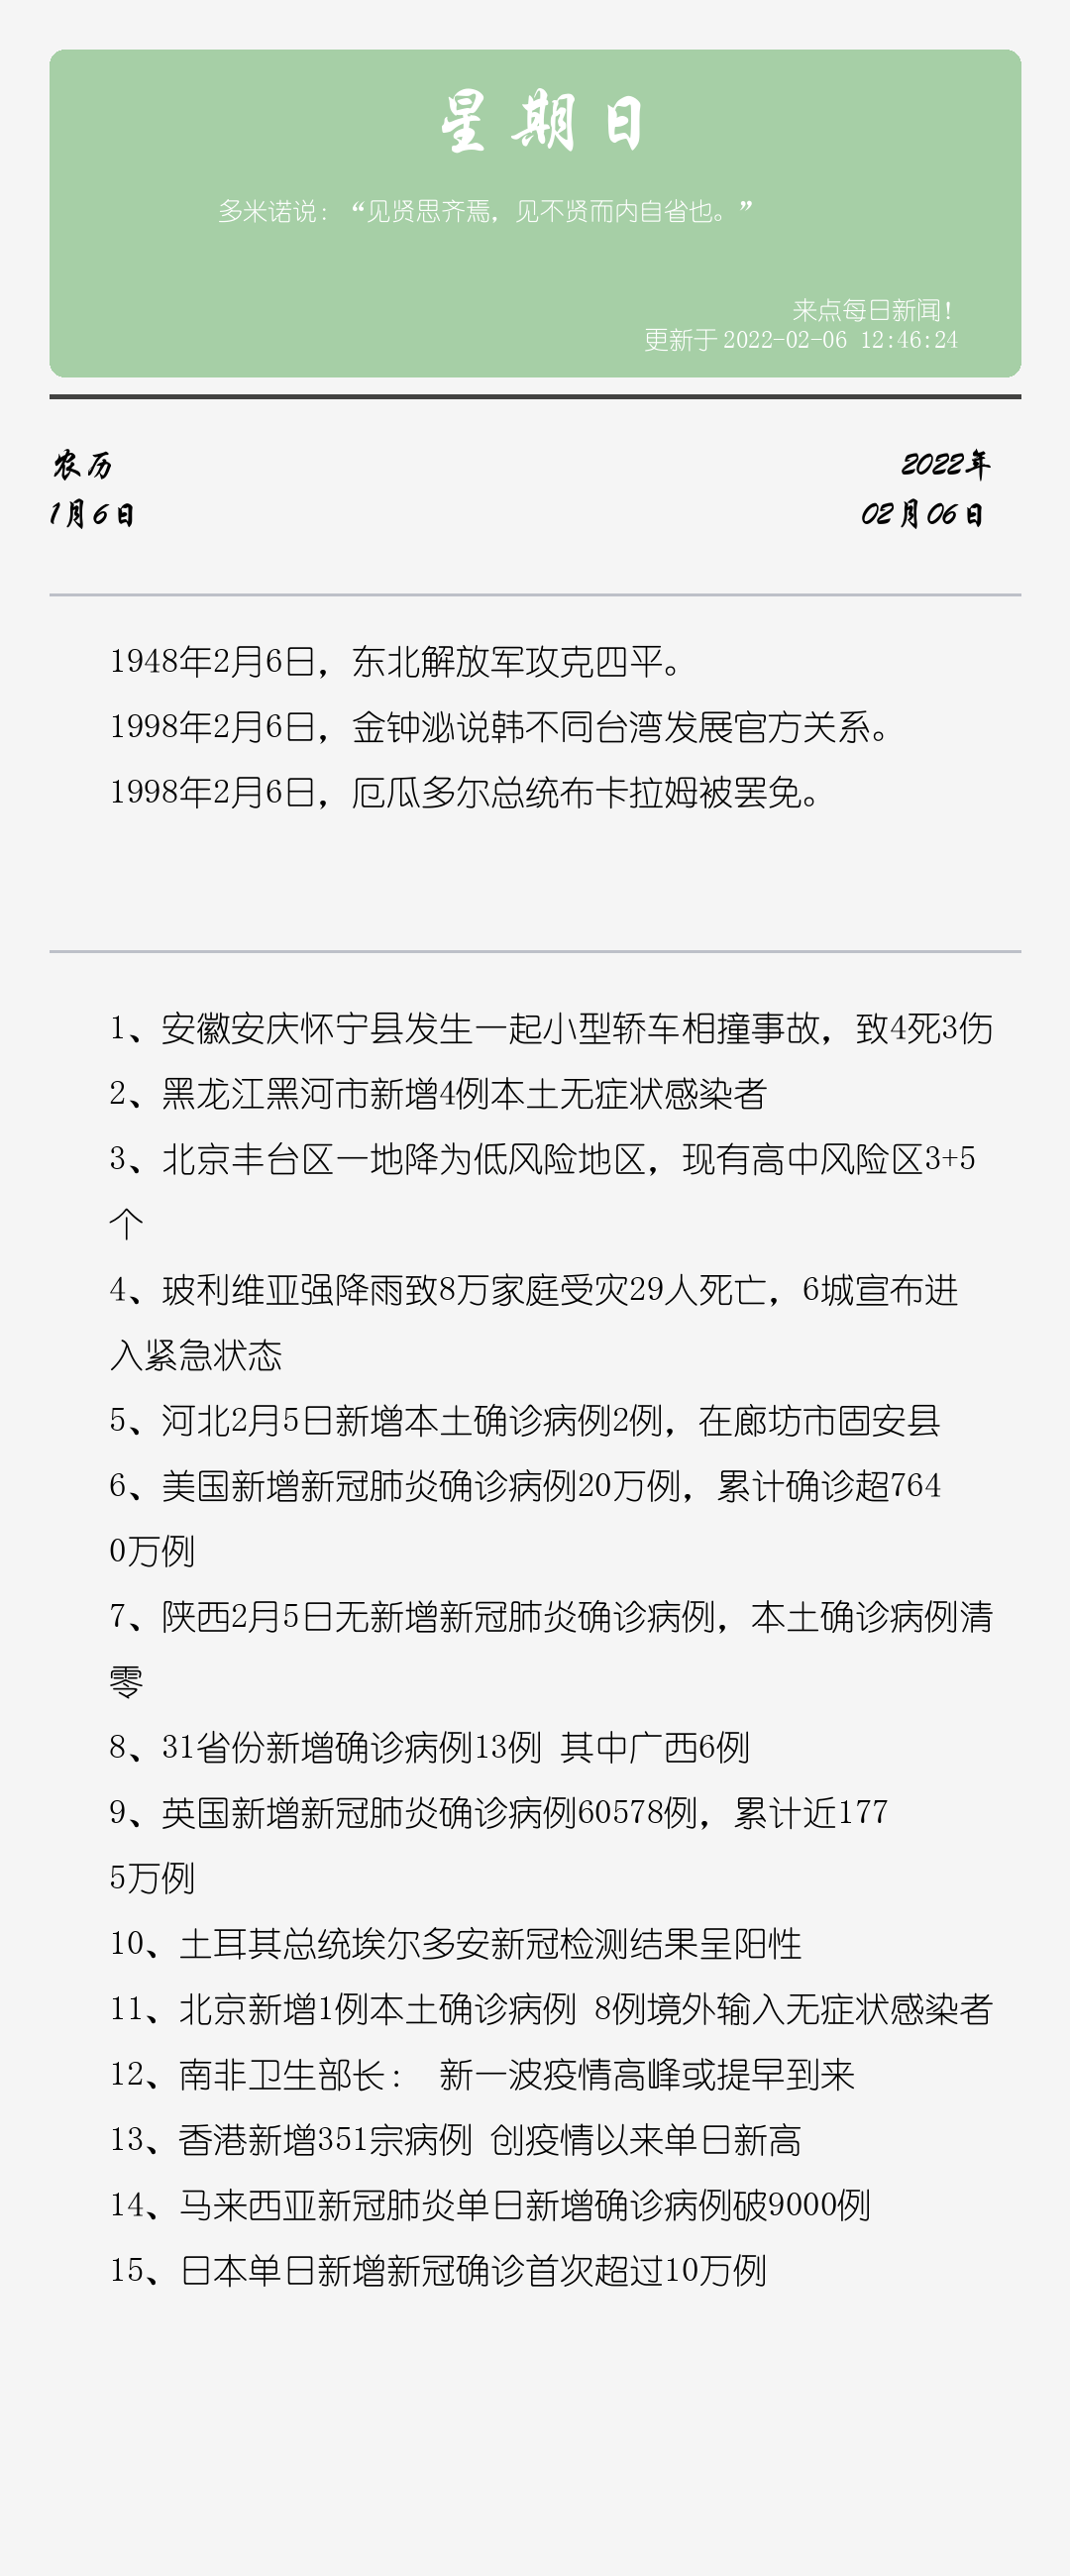 星期日
多米诺说：“见贤思齐焉，见不贤而内自省也。”
来点每日新闻！
更新于 2022-02-06 12:46:24
农历
2022年
1月6日
02月06日
1948年2月6日，东北解放军攻克四平。
1998年2月6日，金钟泌说韩不同台湾发展官方关系。
1998年2月6日，厄瓜多尔总统布卡拉姆被罢免。
1、安徽安庆怀宁县发生一起小型轿车相撞事故，致4死3伤
2、黑龙江黑河市新增4例本土无症状感染者
3、北京丰台区一地降为低风险地区，现有高中风险区3+5
个
4、玻利维亚强降雨致8万家庭受灾29人死亡，6城宣布进
入紧急状态
5、河北2月5日新增本土确诊病例2例，在廊坊市固安县
6、美国新增新冠肺炎确诊病例20万例，累计确诊超764
0万例
7、陕西2月5日无新增新冠肺炎确诊病例，本土确诊病例清
零
8、31省份新增确诊病例13例 其中广西6例
9、英国新增新冠肺炎确诊病例60578例，累计近177
5万例
10、土耳其总统埃尔多安新冠检测结果呈阳性
11、北京新增1例本土确诊病例 8例境外输入无症状感染者
12、南非卫生部长： 新一波疫情高峰或提早到来
13、香港新增351宗病例 创疫情以来单日新高
14、马来西亚新冠肺炎单日新增确诊病例破9000例
15、日本单日新增新冠确诊首次超过10万例